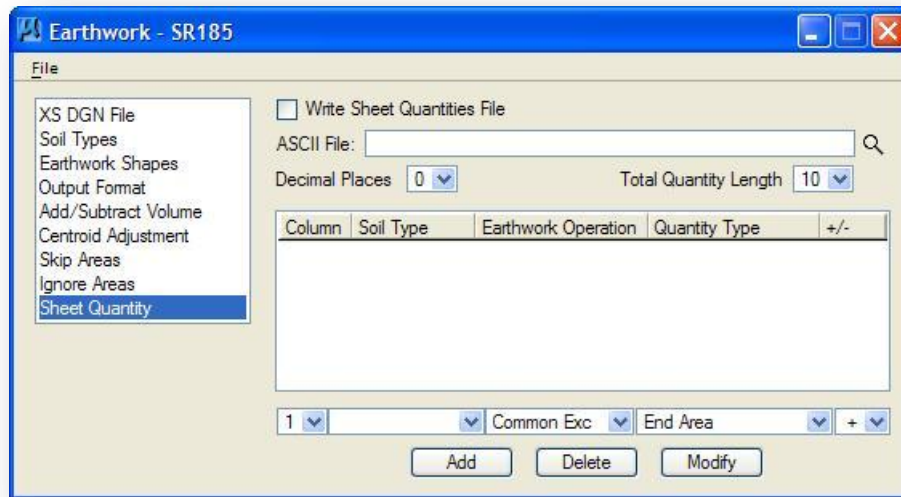 Earthwork - SR185
File
XS DGN File
Soil Types
Earthwork Shapes
Output Format
Add/Subtract Volume
Centroid Adjustment
Skip Areas
Ignore Areas
Sheet Quantity
Write Sheet Quantities File
ASCII File:
Decimal Places 0 Total Quantity Length 10
Column Soil Type Earthwork Operation Quantity Type +/-
1 Common Exc End Area +
Add Delete Modify